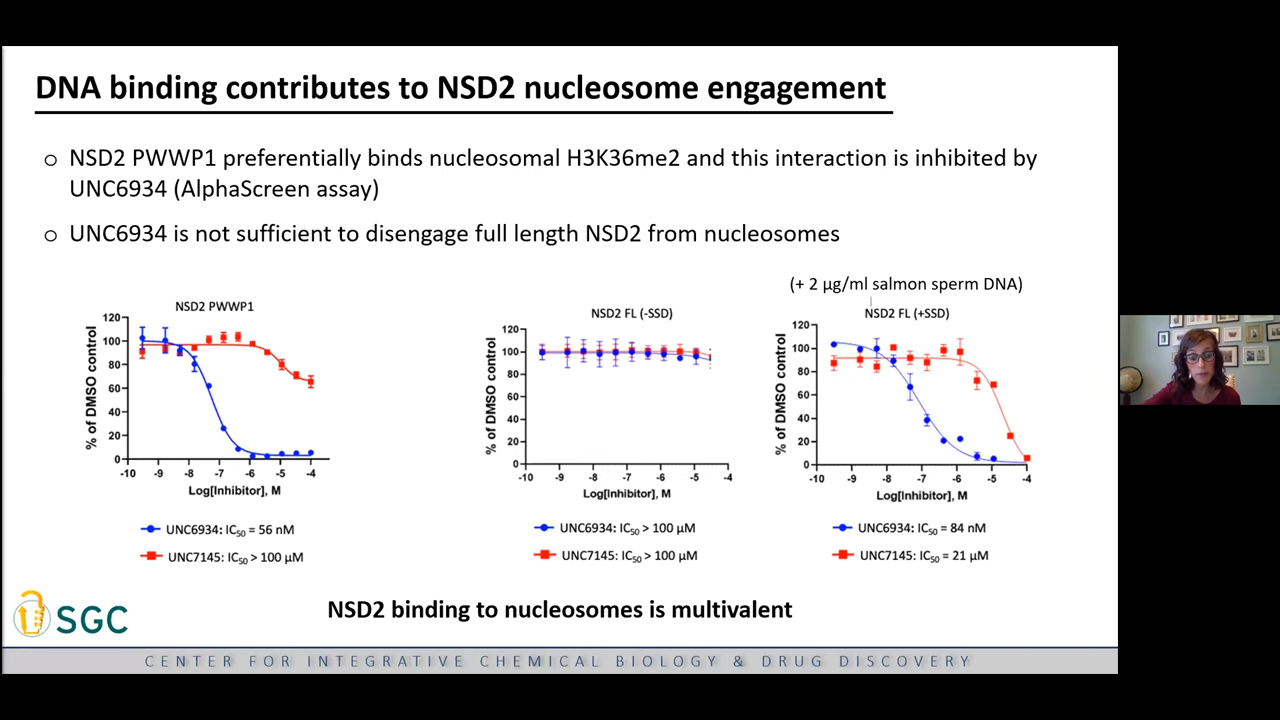 DNA binding contributes to NSD2 nucleosome engagement
○ NSD2 PWWP1 preferentially binds nucleosomal H3K36me2 and this interaction is inhibited by
UNC6934 (AlphaScreen assay)
○ UNC6934 is not sufficient to disengage full length NSD2 from nucleosomes
NSD2 PWWP1
% of DMSO control
120
100
80
60
40
20
0
-10 -9 -8 -7 -6 -5 -4
Log[Inhibitor], M
UNC6934: IC₅₀ = 56 nM
UNC7145: IC₅₀ > 100 µM
NSD2 FL (-SSD)
% of DMSO control
120
100
80
60
40
20
0
-10 -9 -8 -7 -6 -5 -4
Log[Inhibitor], M
UNC6934: IC₅₀ > 100 µM
UNC7145: IC₅₀ > 100 µM
(+ 2 µg/ml salmon sperm DNA)
NSD2 FL (+SSD)
% of DMSO control
120
100
80
60
40
20
0
-10 -9 -8 -7 -6 -5 -4
Log[Inhibitor], M
UNC6934: IC₅₀ = 84 nM
UNC7145: IC₅₀ = 21 µM
NSD2 binding to nucleosomes is multivalent
SGC
CENTER FOR INTEGRATIVE CHEMICAL BIOLOGY & DRUG DISCOVERY